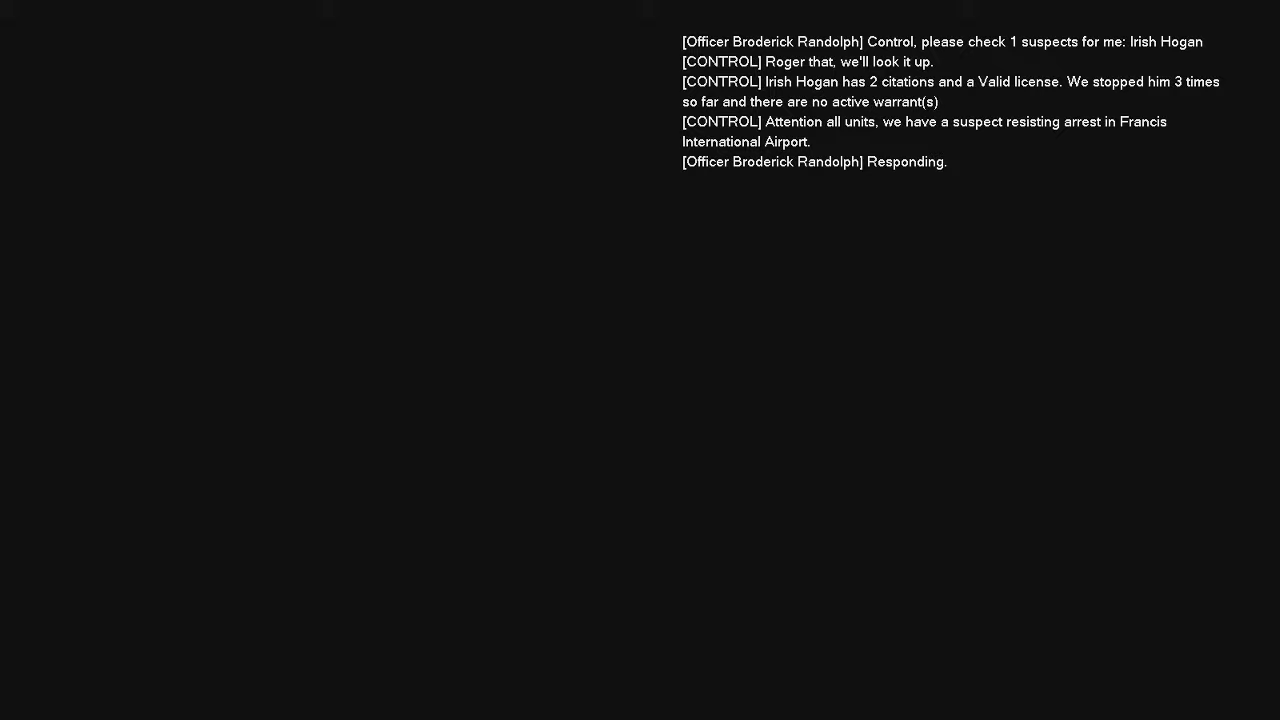 [Officer Broderick Randolph] Control, please check 1 suspects for me: Irish Hogan
[CONTROL] Roger that, we'll look it up.
[CONTROL] Irish Hogan has 2 citations and a Valid license. We stopped him 3 times
so far and there are no active warrant(s)
[CONTROL] Attention all units, we have a suspect resisting arrest in Francis
International Airport.
[Officer Broderick Randolph] Responding.